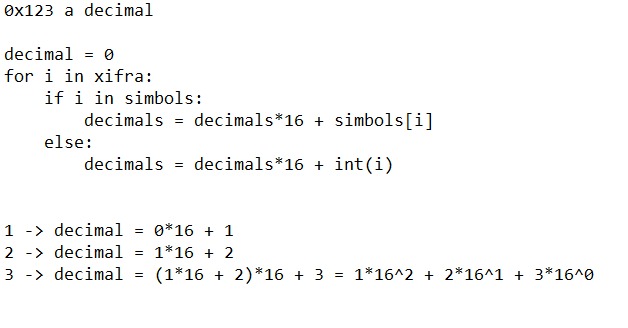 0x123 a decimal
decimal = 0
for i in xifra:
    if i in simbols:
        decimals = decimals*16 + simbols[i]
    else:
        decimals = decimals*16 + int(i)
1 -> decimal = 0*16 + 1
2 -> decimal = 1*16 + 2
3 -> decimal = (1*16 + 2)*16 + 3 = 1*16^2 + 2*16^1 + 3*16^0